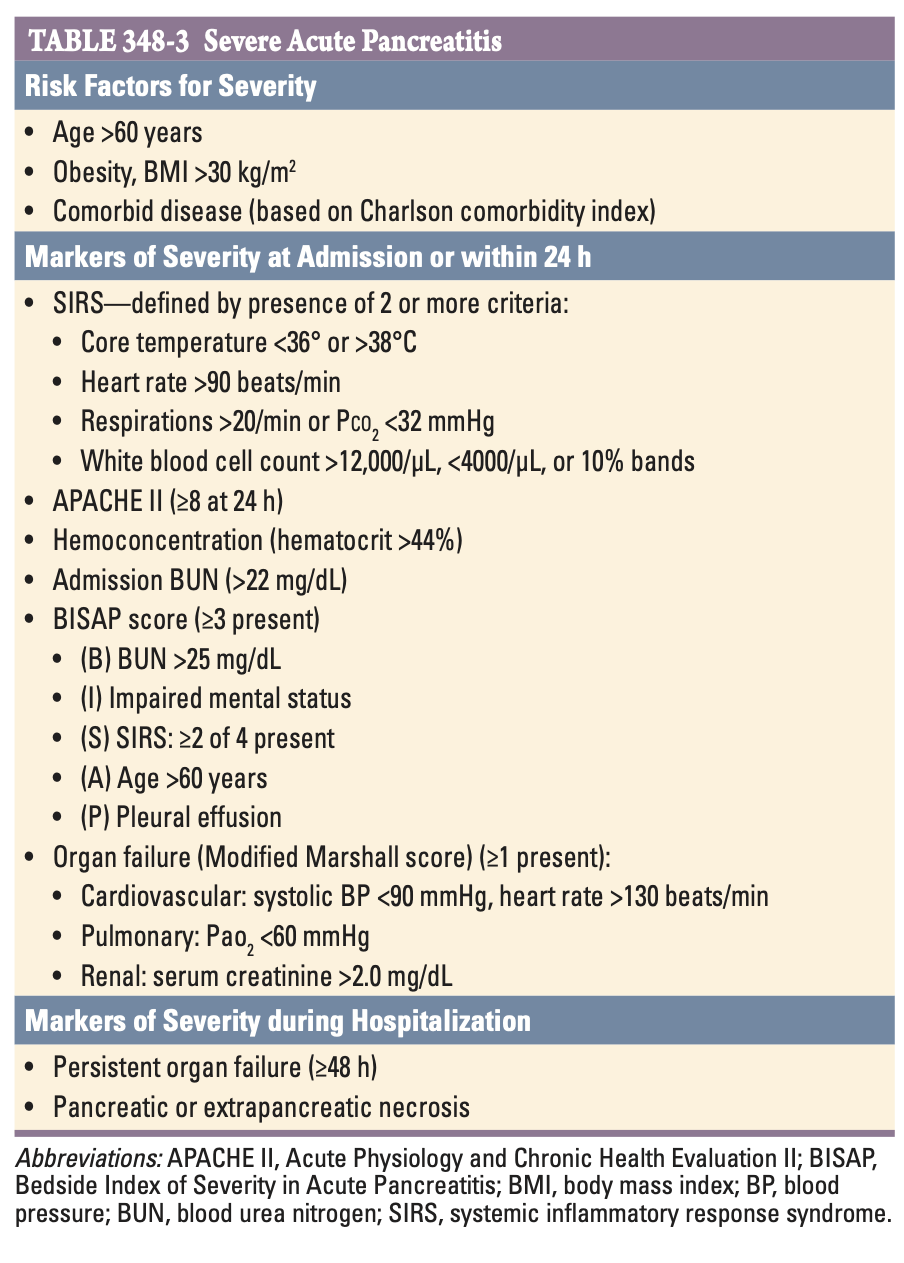 TABLE 348-3 Severe Acute Pancreatitis
Risk Factors for Severity
• Age >60 years
• Obesity, BMI >30 kg/m²
• Comorbid disease (based on Charlson comorbidity index)
Markers of Severity at Admission or within 24 h
• SIRS—defined by presence of 2 or more criteria:
• Core temperature <36° or >38°C
• Heart rate >90 beats/min
• Respirations >20/min or Pco₂ <32 mmHg
• White blood cell count >12,000/μL, <4000/μL, or 10% bands
• APACHE II (≥8 at 24 h)
• Hemoconcentration (hematocrit >44%)
• Admission BUN (>22 mg/dL)
• BISAP score (≥3 present)
• (B) BUN >25 mg/dL
• (I) Impaired mental status
• (S) SIRS: ≥2 of 4 present
• (A) Age >60 years
• (P) Pleural effusion
• Organ failure (Modified Marshall score) (≥1 present):
• Cardiovascular: systolic BP <90 mmHg, heart rate >130 beats/min
• Pulmonary: Pao₂ <60 mmHg
• Renal: serum creatinine >2.0 mg/dL
Markers of Severity during Hospitalization
• Persistent organ failure (≥48 h)
• Pancreatic or extrapancreatic necrosis
Abbreviations: APACHE II, Acute Physiology and Chronic Health Evaluation II; BISAP,
Bedside Index of Severity in Acute Pancreatitis; BMI, body mass index; BP, blood
pressure; BUN, blood urea nitrogen; SIRS, systemic inflammatory response syndrome.